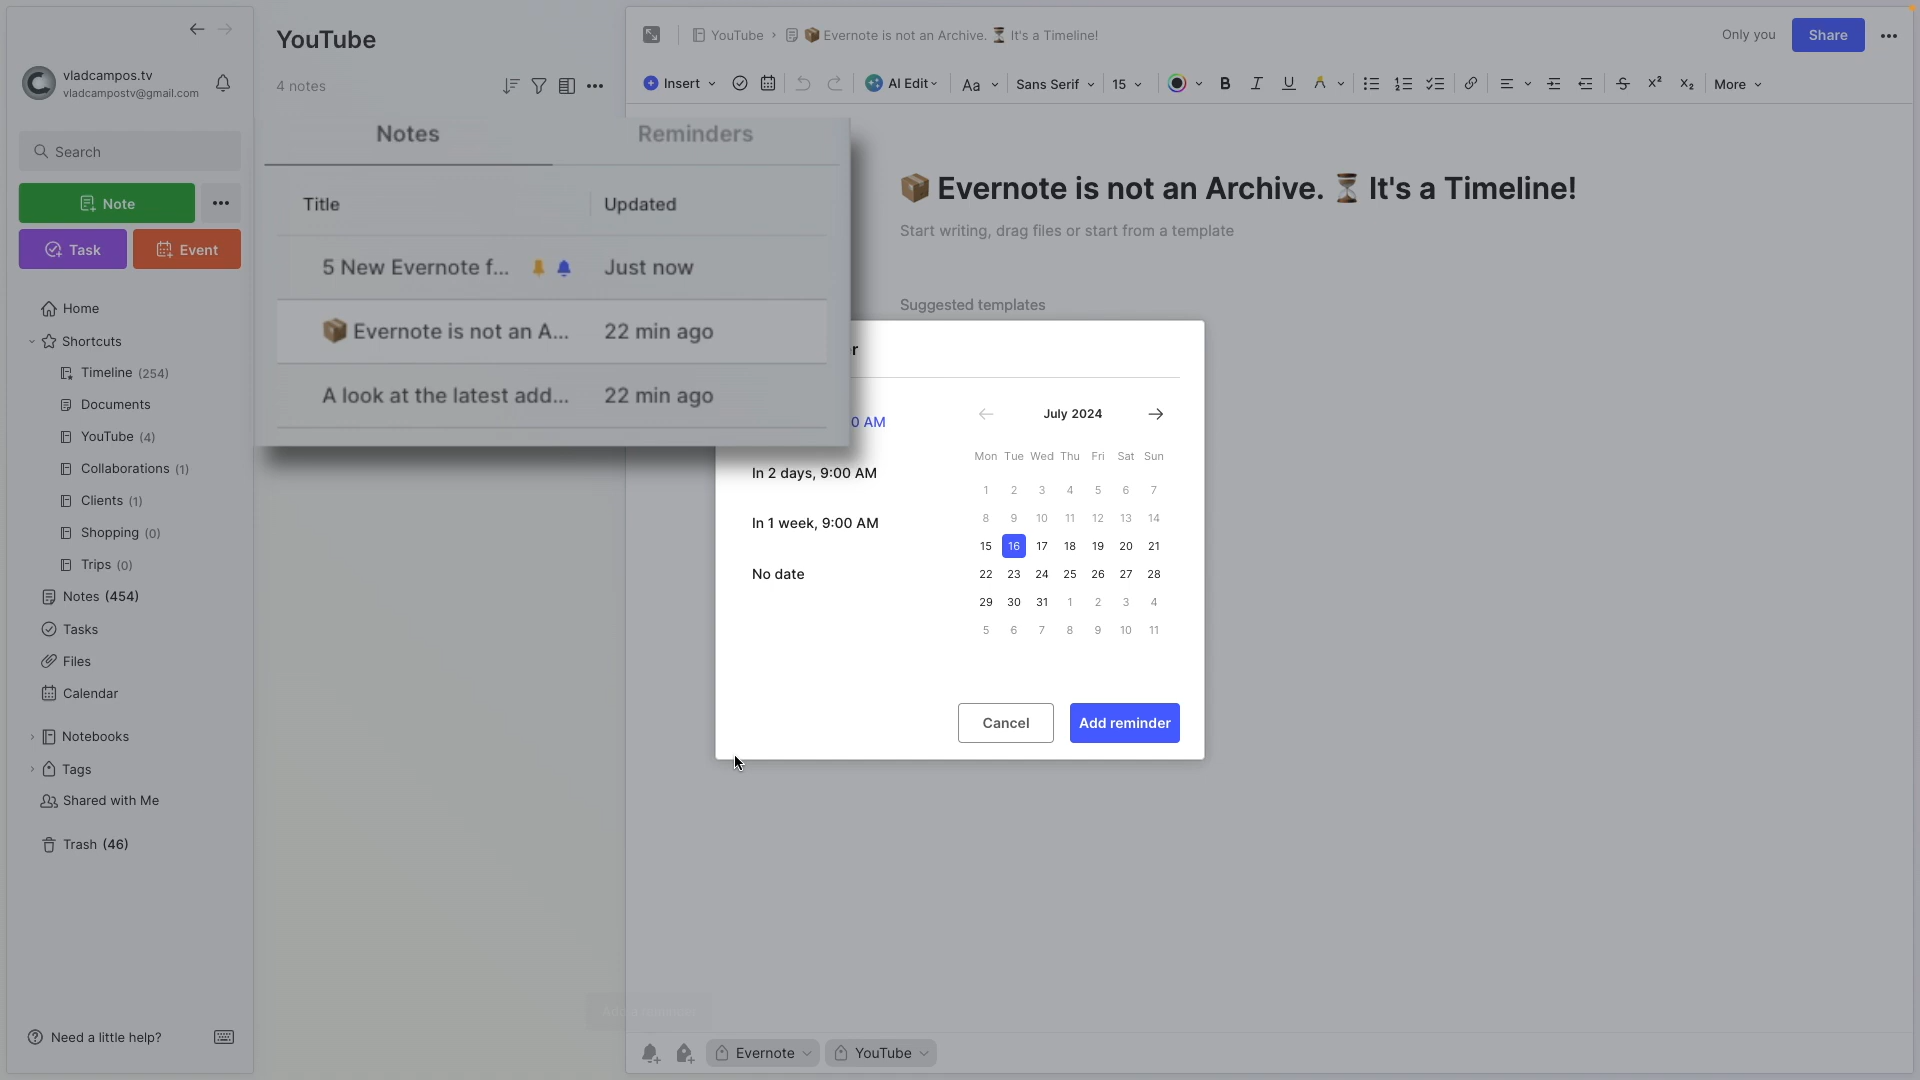 vladcampos.tv
vladcampostv@gmail.com
Search
Note
Task
Event
Home
Shortcuts
Timeline (254)
Documents
YouTube (4)
Collaborations (1)
Clients (1)
Shopping (0)
Trips (0)
Notes (454)
Tasks
Files
Calendar
Notebooks
Tags
Shared with Me
Trash (46)
Need a little help?
YouTube
4 notes
Notes Reminders
Title Updated
5 New Evernote f... Just now
📦 Evernote is not an A... 22 min ago
A look at the latest add... 22 min ago
YouTube › 📦 Evernote is not an Archive. ⏳ It's a Timeline!
Only you
Share
Insert
AI Edit
Aa
Sans Serif
15
B I U
S x² x₂
More
📦 Evernote is not an Archive. ⏳ It's a Timeline!
Start writing, drag files or start from a template
Suggested templates
r
0 AM
In 2 days, 9:00 AM
In 1 week, 9:00 AM
No date
July 2024
Mon Tue Wed Thu Fri Sat Sun
1 2 3 4 5 6 7
8 9 10 11 12 13 14
15 16 17 18 19 20 21
22 23 24 25 26 27 28
29 30 31 1 2 3 4
5 6 7 8 9 10 11
Cancel
Add reminder
Evernote
YouTube